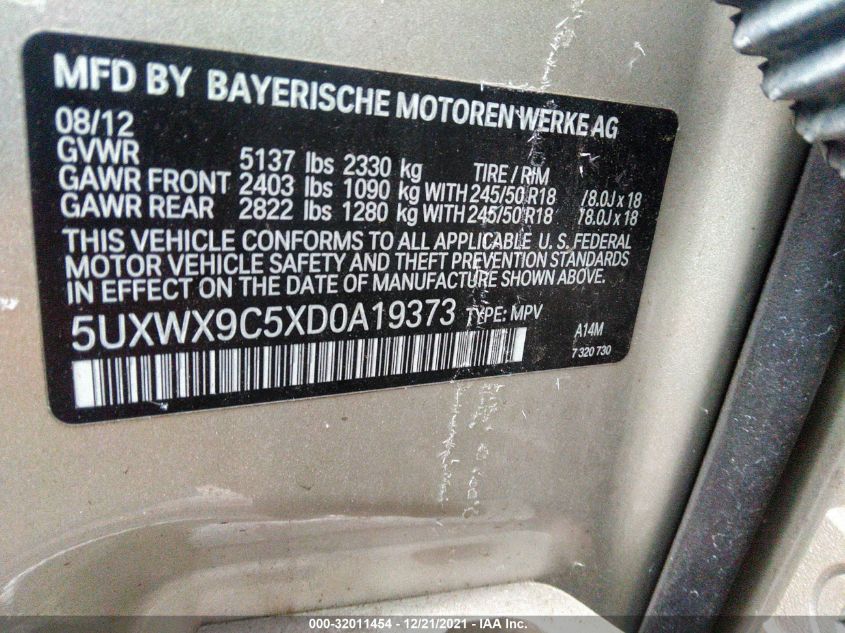 MFD BY BAYERISCHE MOTOREN WERKE AG
08/12
GVWR 5137 lbs 2330 kg TIRE / RIM
GAWR FRONT 2403 lbs 1090 kg WITH 245/50 R18 /8.0J x 18
GAWR REAR 2822 lbs 1280 kg WITH 245/50 R18 /8.0J x 18
THIS VEHICLE CONFORMS TO ALL APPLICABLE U. S. FEDERAL
MOTOR VEHICLE SAFETY AND THEFT PREVENTION STANDARDS
IN EFFECT ON THE DATE OF MANUFACTURE SHOWN ABOVE.
5UXWX9C5XD0A19373 TYPE: MPV
A14M
7 320 730
000-32011454 - 12/21/2021 - IAA Inc.